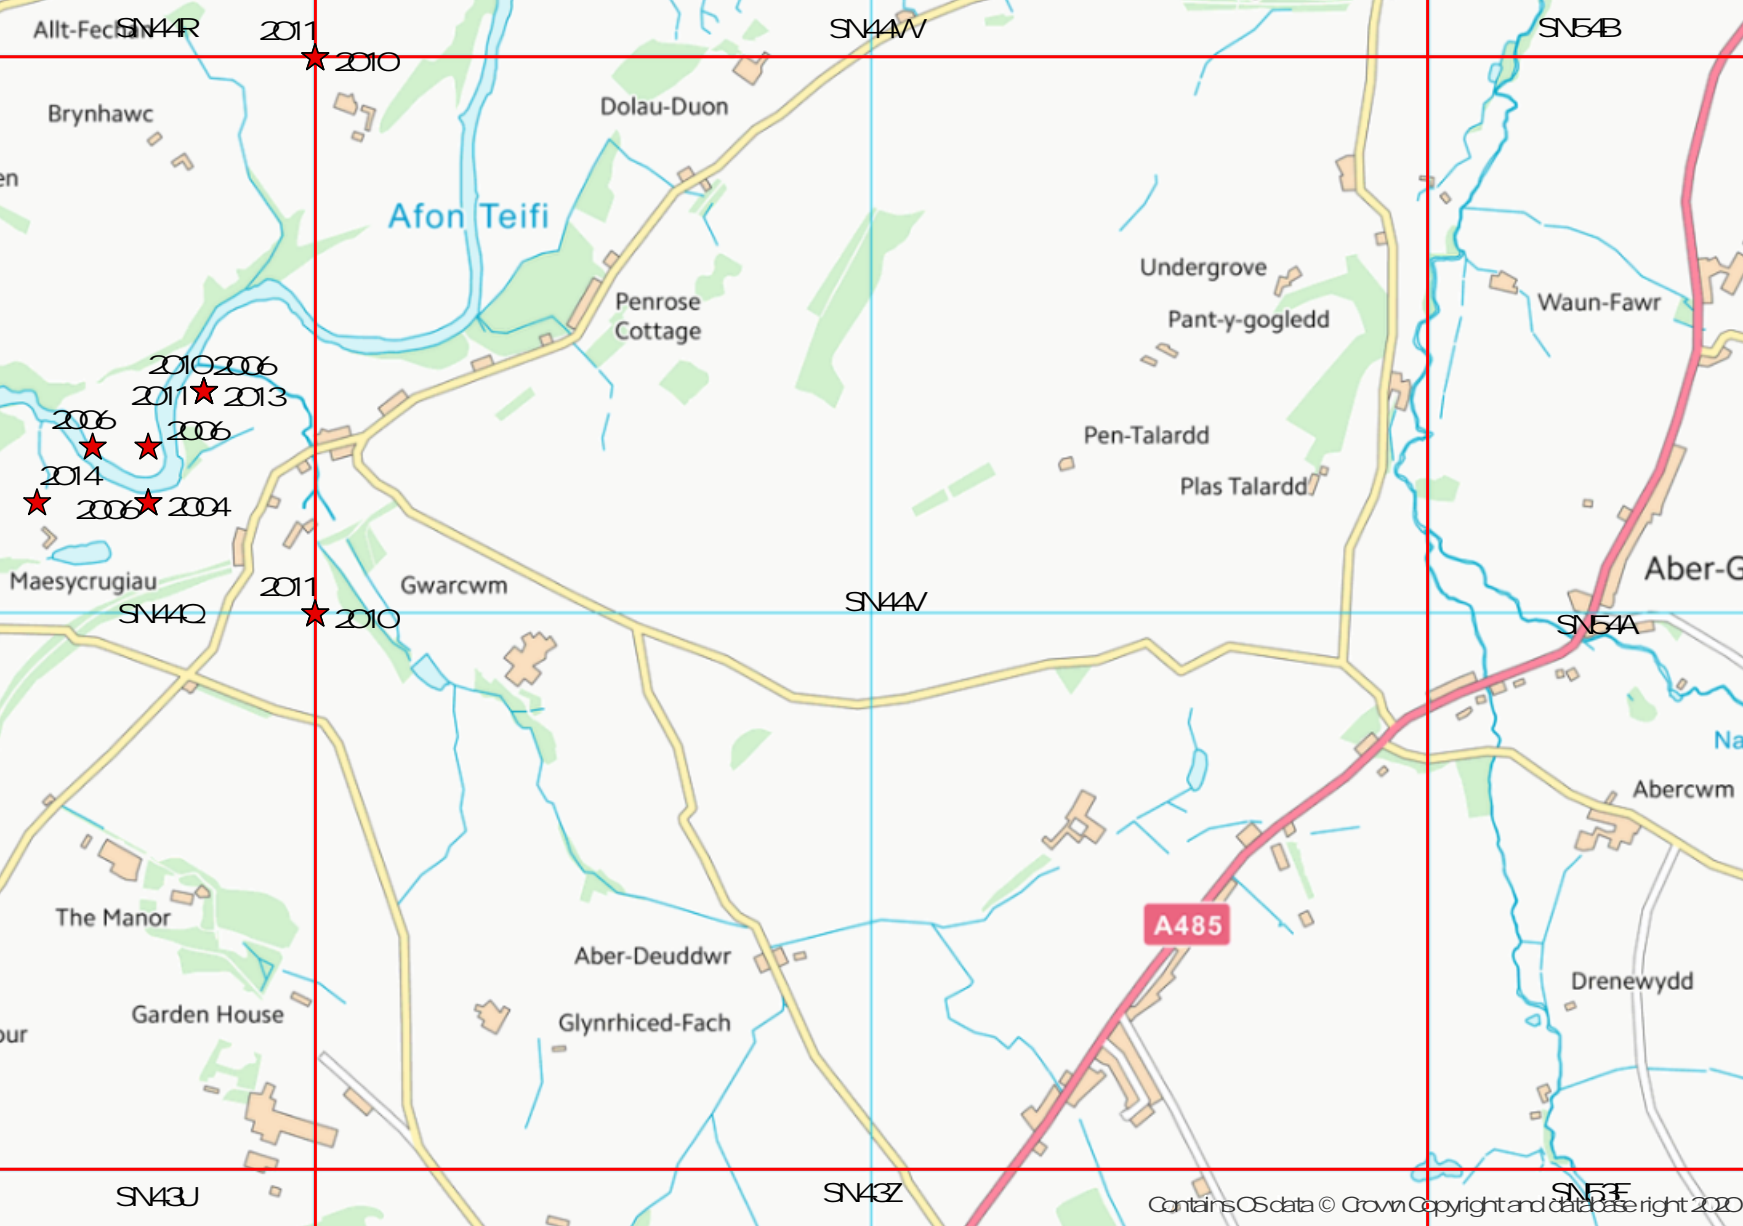 Allt-Fechan
SN44R
2011
SN44W
SN54B
2010
Brynhawc
Dolau-Duon
en
Afon Teifi
Undergrove
Penrose
Cottage
Waun-Fawr
Pant-y-gogledd
2010 2006
2011 2013
2006
2006
Pen-Talardd
2014
Plas Talardd
2006 2004
Maesycrugiau
2011
Gwarcwm
Aber-G
SN44Q
2010
SN44V
SN54A
Na
Abercwm
The Manor
A485
Aber-Deuddwr
Drenewydd
Garden House
Glynrhiced-Fach
our
SN43U
SN43Z
SN53E
Contains OS data © Crown Copyright and database right 2020